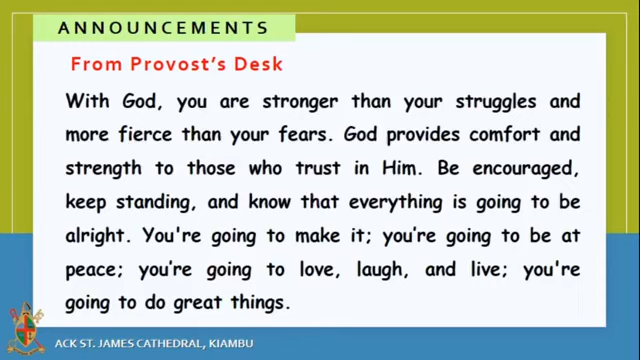 ANNOUNCEMENTS
From Provost's Desk
With God, you are stronger than your struggles and
more fierce than your fears. God provides comfort and
strength to those who trust in Him. Be encouraged,
keep standing, and know that everything is going to be
alright. You're going to make it; you're going to be at
peace; you're going to love, laugh, and live; you're
going to do great things.
ACK ST. JAMES CATHEDRAL, KIAMBU